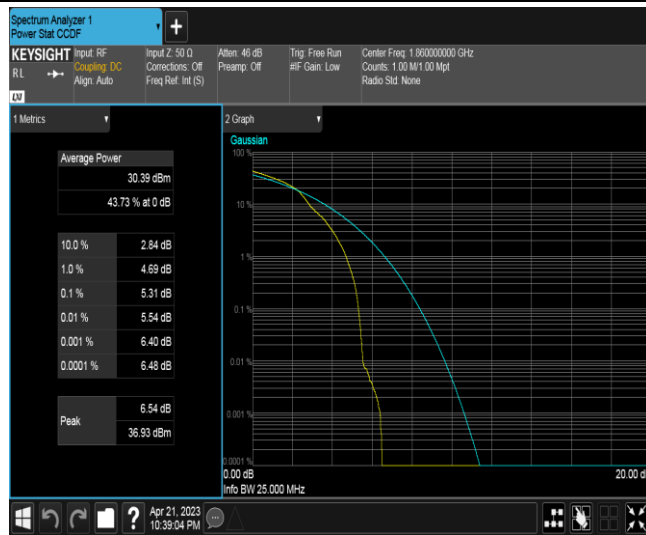 Spectrum Analyzer 1
Power Stat CCDF
KEYSIGHT
RL
Input: RF
Coupling: DC
Align: Auto
Input Z: 50 Ω
Corrections: Off
Freq Ref: Int (S)
Atten: 46 dB
Preamp: Off
Trig: Free Run
#IF Gain: Low
Center Freq: 1.860000000 GHz
Counts: 1.00 M/1.00 Mpt
Radio Std: None
1 Metrics
Average Power
30.39 dBm
43.73 % at 0 dB
10.0 % 2.84 dB
1.0 % 4.69 dB
0.1 % 5.31 dB
0.01 % 5.54 dB
0.001 % 6.40 dB
0.0001 % 6.48 dB
Peak
6.54 dB
36.93 dBm
2 Graph
Gaussian
100 %
10 %
1 %
0.1 %
0.01 %
0.001 %
0.0001 %
0.00 dB
20.00 d
Info BW 25.000 MHz
?
Apr 21, 2023
10:39:04 PM